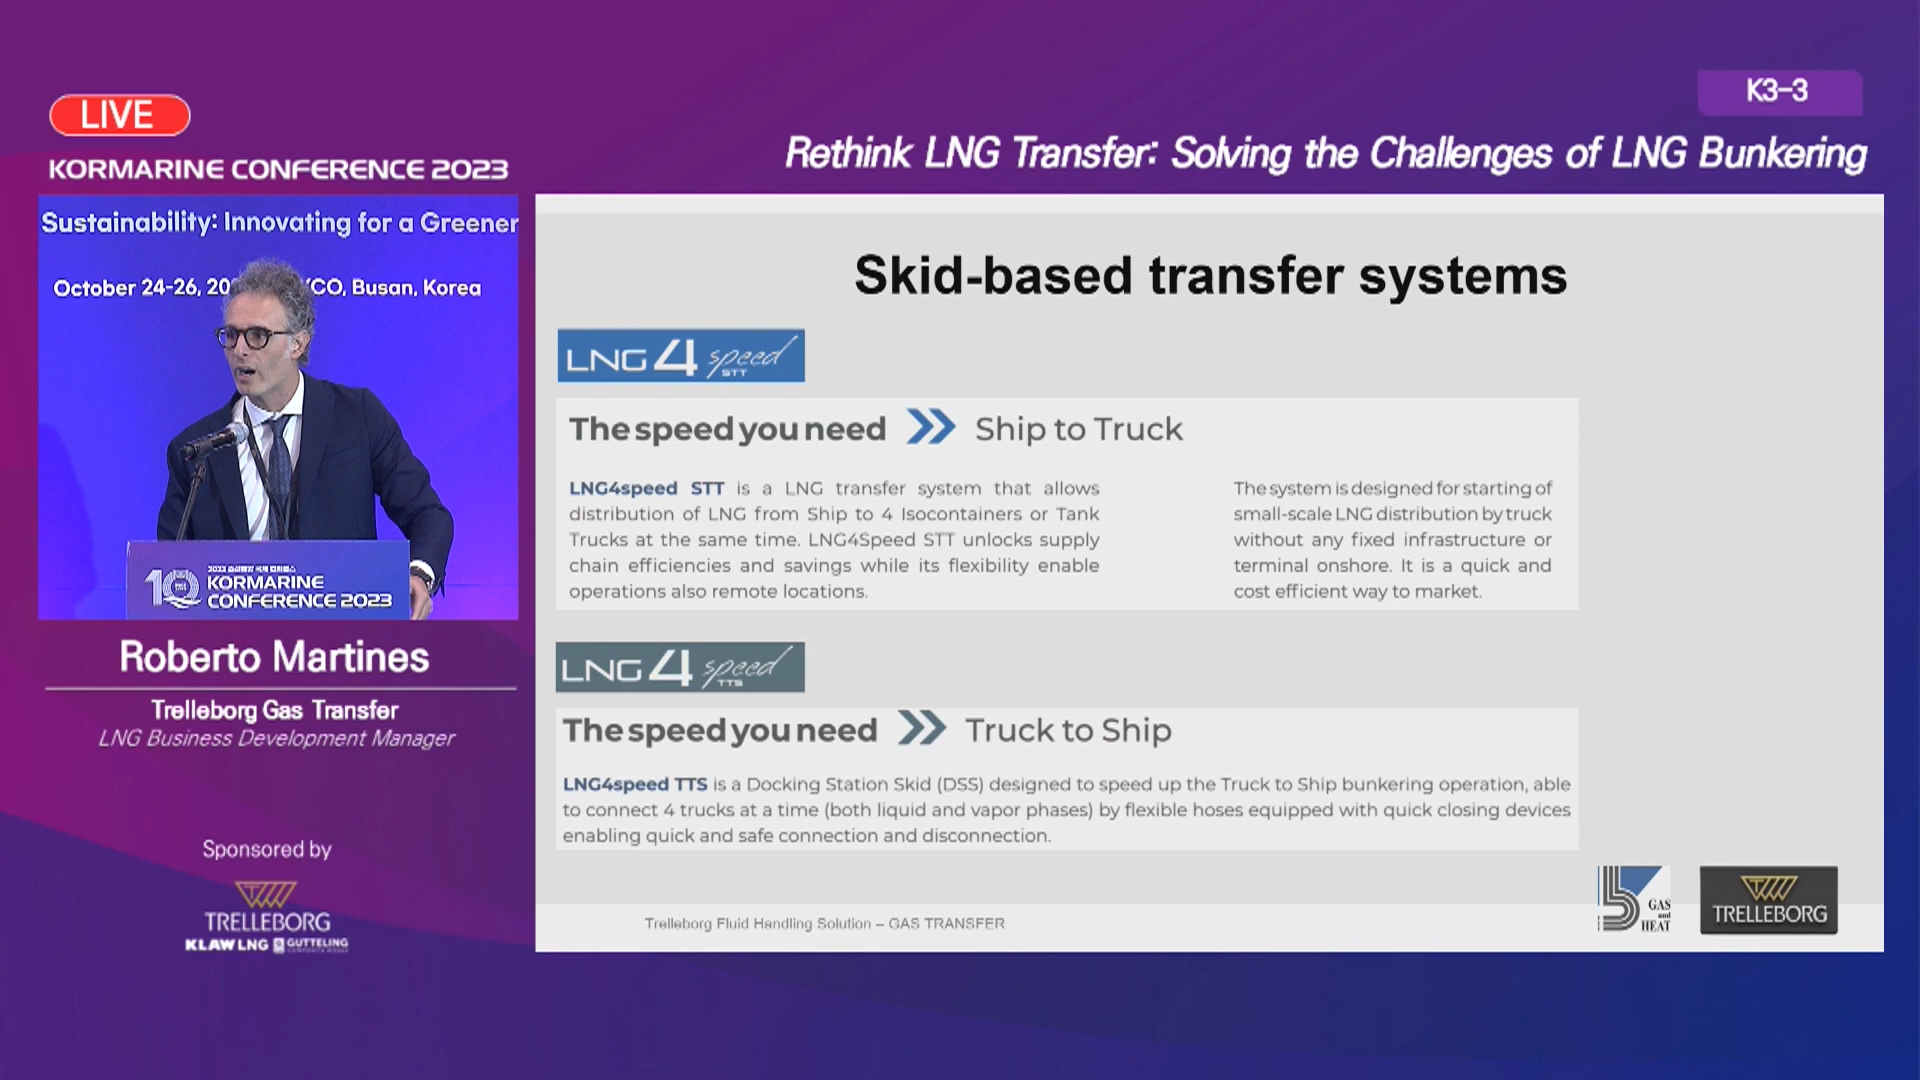 LIVE
KORMARINE CONFERENCE 2023
K3-3
Rethink LNG Transfer: Solving the Challenges of LNG Bunkering
Sustainability: Innovating for a Greener
October 24-26, 20 CO, Busan, Korea
10
KORMARINE
CONFERENCE 2023
Roberto Martines
Trelleborg Gas Transfer
LNG Business Development Manager
Sponsored by
TRELLEBORG
KLAW LNG GUTTELING
Skid-based transfer systems
LNG 4 speed
STT
The speed you need Ship to Truck
LNG4speed STT is a LNG transfer system that allows
distribution of LNG from Ship to 4 Isocontainers or Tank
Trucks at the same time. LNG4Speed STT unlocks supply
chain efficiencies and savings while its flexibility enable
operations also remote locations.
The system is designed for starting of
small-scale LNG distribution by truck
without any fixed infrastructure or
terminal onshore. It is a quick and
cost efficient way to market.
LNG 4 speed
TTS
The speed you need Truck to Ship
LNG4speed TTS is a Docking Station Skid (DSS) designed to speed up the Truck to Ship bunkering operation, able
to connect 4 trucks at a time (both liquid and vapor phases) by flexible hoses equipped with quick closing devices
enabling quick and safe connection and disconnection.
Trelleborg Fluid Handling Solution – GAS TRANSFER
GAS
and
HEAT
TRELLEBORG